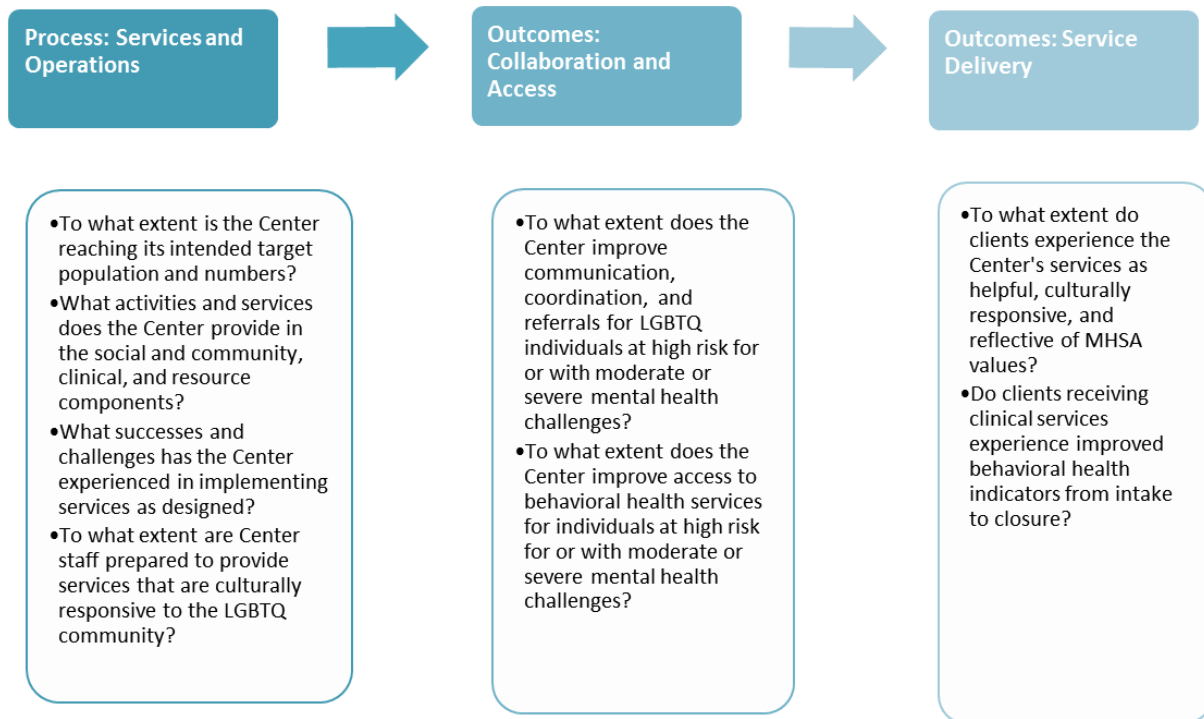 Process: Services and
Operations
Outcomes:
Collaboration and
Access
Outcomes: Service
Delivery
•To what extent is the Center
reaching its intended target
population and numbers?
•What activities and services
does the Center provide in
the social and community,
clinical, and resource
components?
•What successes and
challenges has the Center
experienced in implementing
services as designed?
•To what extent are Center
staff prepared to provide
services that are culturally
responsive to the LGBTQ
community?
•To what extent does the
Center improve
communication,
coordination, and
referrals for LGBTQ
individuals at high risk for
or with moderate or
severe mental health
challenges?
•To what extent does the
Center improve access to
behavioral health services
for individuals at high risk
for or with moderate or
severe mental health
challenges?
•To what extent do
clients experience the
Center's services as
helpful, culturally
responsive, and
reflective of MHSA
values?
•Do clients receiving
clinical services
experience improved
behavioral health
indicators from intake
to closure?